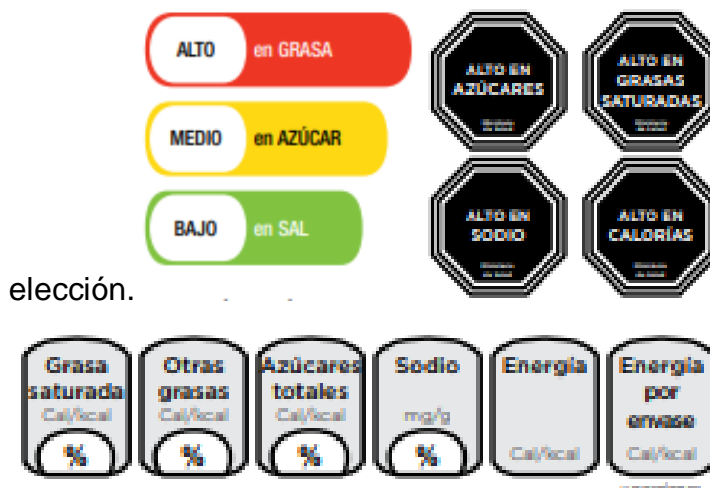 ALTO en GRASA
MEDIO en AZÚCAR
BAJO en SAL
ALTO EN
AZÚCARES
ALTO EN
GRASAS
SATURADAS
ALTO EN
SODIO
ALTO EN
CALORÍAS
elección.
Grasa
saturada
Cal/kcal
%
Otras
grasas
Cal/kcal
%
Azúcares
totales
Cal/kcal
%
Sodio
mg/g
%
Energía
Cal/kcal
Energía
por
envase
Cal/kcal